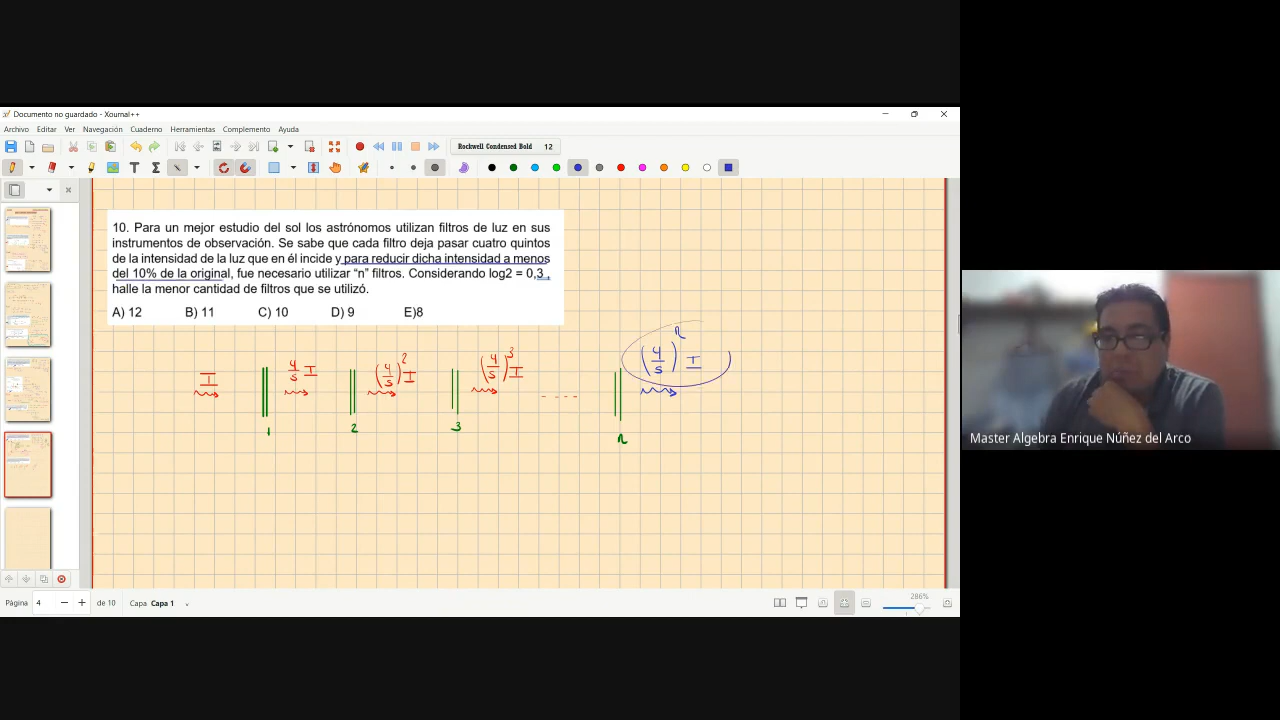 Documento no guardado - Xournal++
Archivo Editar Ver Navegación Cuaderno Herramientas Complemento Ayuda
Rockwell Condensed Bold 12
10. Para un mejor estudio del sol los astrónomos utilizan filtros de luz en sus
instrumentos de observación. Se sabe que cada filtro deja pasar cuatro quintos
de la intensidad de la luz que en él incide y para reducir dicha intensidad a menos
del 10% de la original, fue necesario utilizar “n” filtros. Considerando log2 = 0,3 ,
halle la menor cantidad de filtros que se utilizó.
A) 12 B) 11 C) 10 D) 9 E)8
I 4/5 I (4/5)² I (4/5)³ I - - - - (4/5)ⁿ I
1 2 3 n
Master Algebra Enrique Núñez del Arco
Página 4 de 10 Capa Capa 1 286%